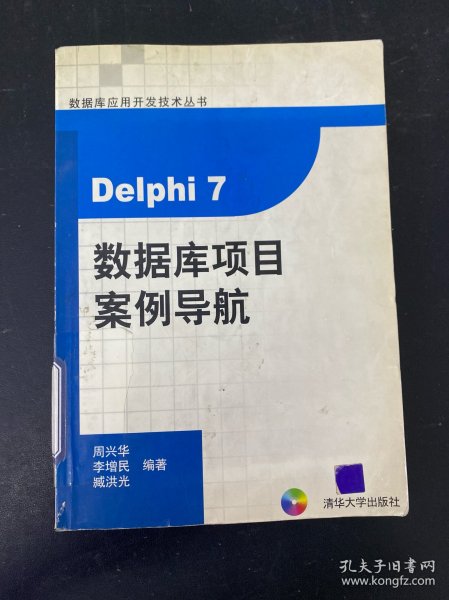 数据库应用开发技术丛书
Delphi 7
数据库项目
案例导航
周兴华
李增民 编著
臧洪光
清华大学出版社
孔夫子旧书网
www.kongfz.com